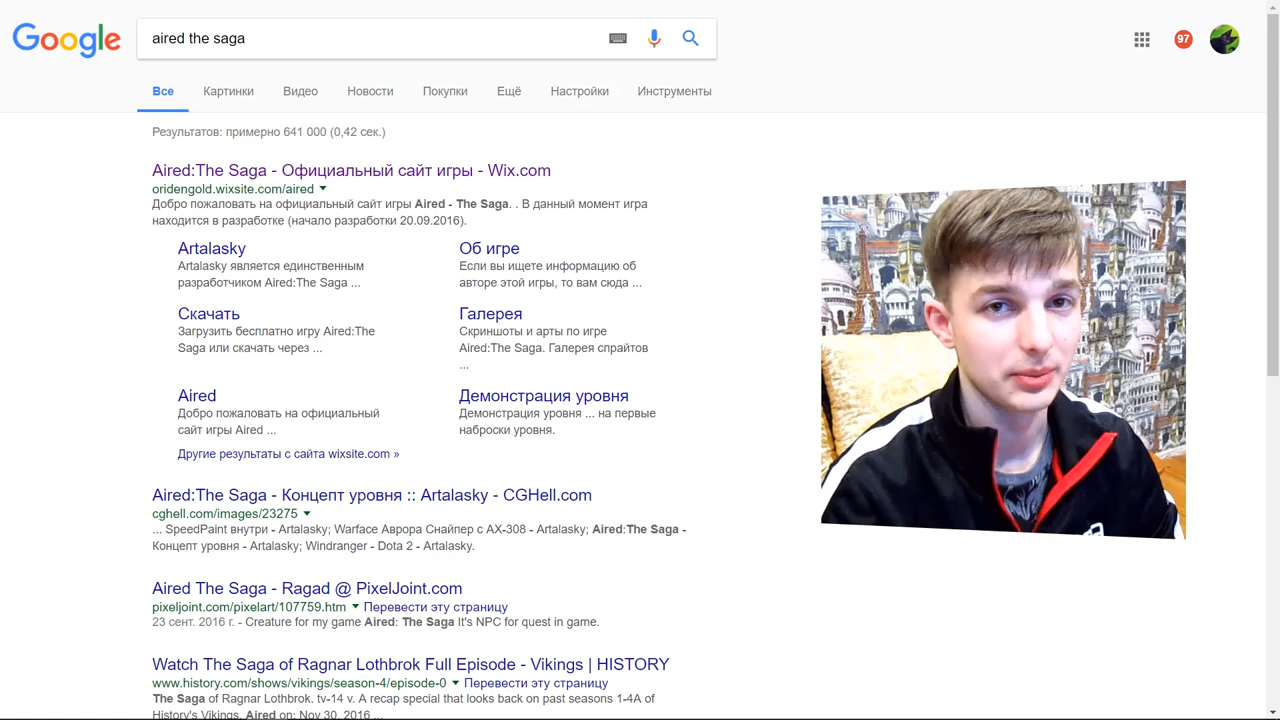 Google
aired the saga
97
Все Картинки Видео Новости Покупки Ещё Настройки Инструменты
Результатов: примерно 641 000 (0,42 сек.)
Aired:The Saga - Официальный сайт игры - Wix.com
oridengold.wixsite.com/aired
Добро пожаловать на официальный сайт игры Aired - The Saga. . В данный момент игра
находится в разработке (начало разработки 20.09.2016).
Artalasky
Artalasky является единственным
разработчиком Aired:The Saga ...
Об игре
Если вы ищете информацию об
авторе этой игры, то вам сюда ...
Скачать
Загрузить бесплатно игру Aired:The
Saga или скачать через ...
Галерея
Скриншоты и арты по игре
Aired:The Saga. Галерея спрайтов
...
Aired
Добро пожаловать на официальный
сайт игры Aired ...
Демонстрация уровня
Демонстрация уровня ... на первые
наброски уровня.
Другие результаты с сайта wixsite.com »
Aired:The Saga - Концепт уровня :: Artalasky - CGHell.com
cghell.com/images/23275
... SpeedPaint внутри - Artalasky; Warface Аврора Снайпер с AX-308 - Artalasky; Aired:The Saga -
Концепт уровня - Artalasky; Windranger - Dota 2 - Artalasky.
Aired The Saga - Ragad @ PixelJoint.com
pixeljoint.com/pixelart/107759.htm Перевести эту страницу
23 сент. 2016 г. - Creature for my game Aired: The Saga It's NPC for quest in game.
Watch The Saga of Ragnar Lothbrok Full Episode - Vikings | HISTORY
www.history.com/shows/vikings/season-4/episode-0 Перевести эту страницу
The Saga of Ragnar Lothbrok. tv-14 v. A recap special that looks back on past seasons 1-4A of
History's Vikings. Aired on: Nov 30, 2016 ...